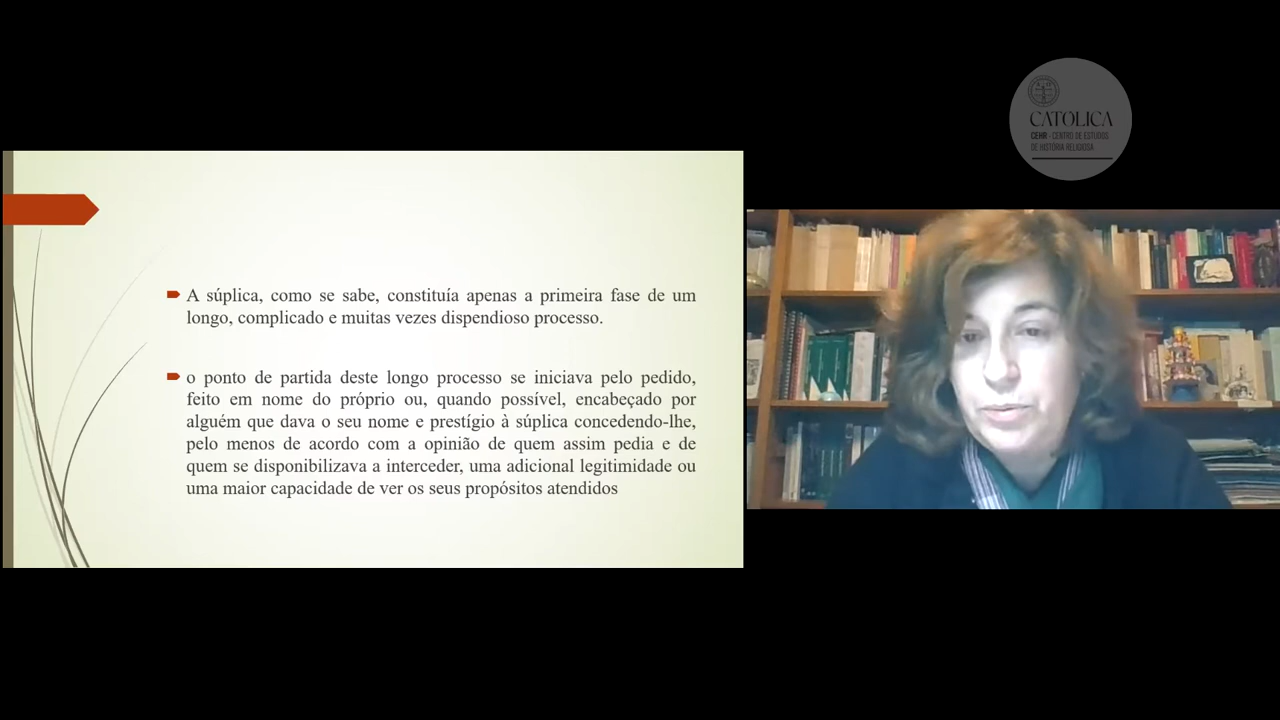 CATOLICA
CEHR · CENTRO DE ESTUDOS
DE HISTÓRIA RELIGIOSA
A súplica, como se sabe, constituía apenas a primeira fase de um
longo, complicado e muitas vezes dispendioso processo.
o ponto de partida deste longo processo se iniciava pelo pedido,
feito em nome do próprio ou, quando possível, encabeçado por
alguém que dava o seu nome e prestígio à súplica concedendo-lhe,
pelo menos de acordo com a opinião de quem assim pedia e de
quem se disponibilizava a interceder, uma adicional legitimidade ou
uma maior capacidade de ver os seus propósitos atendidos